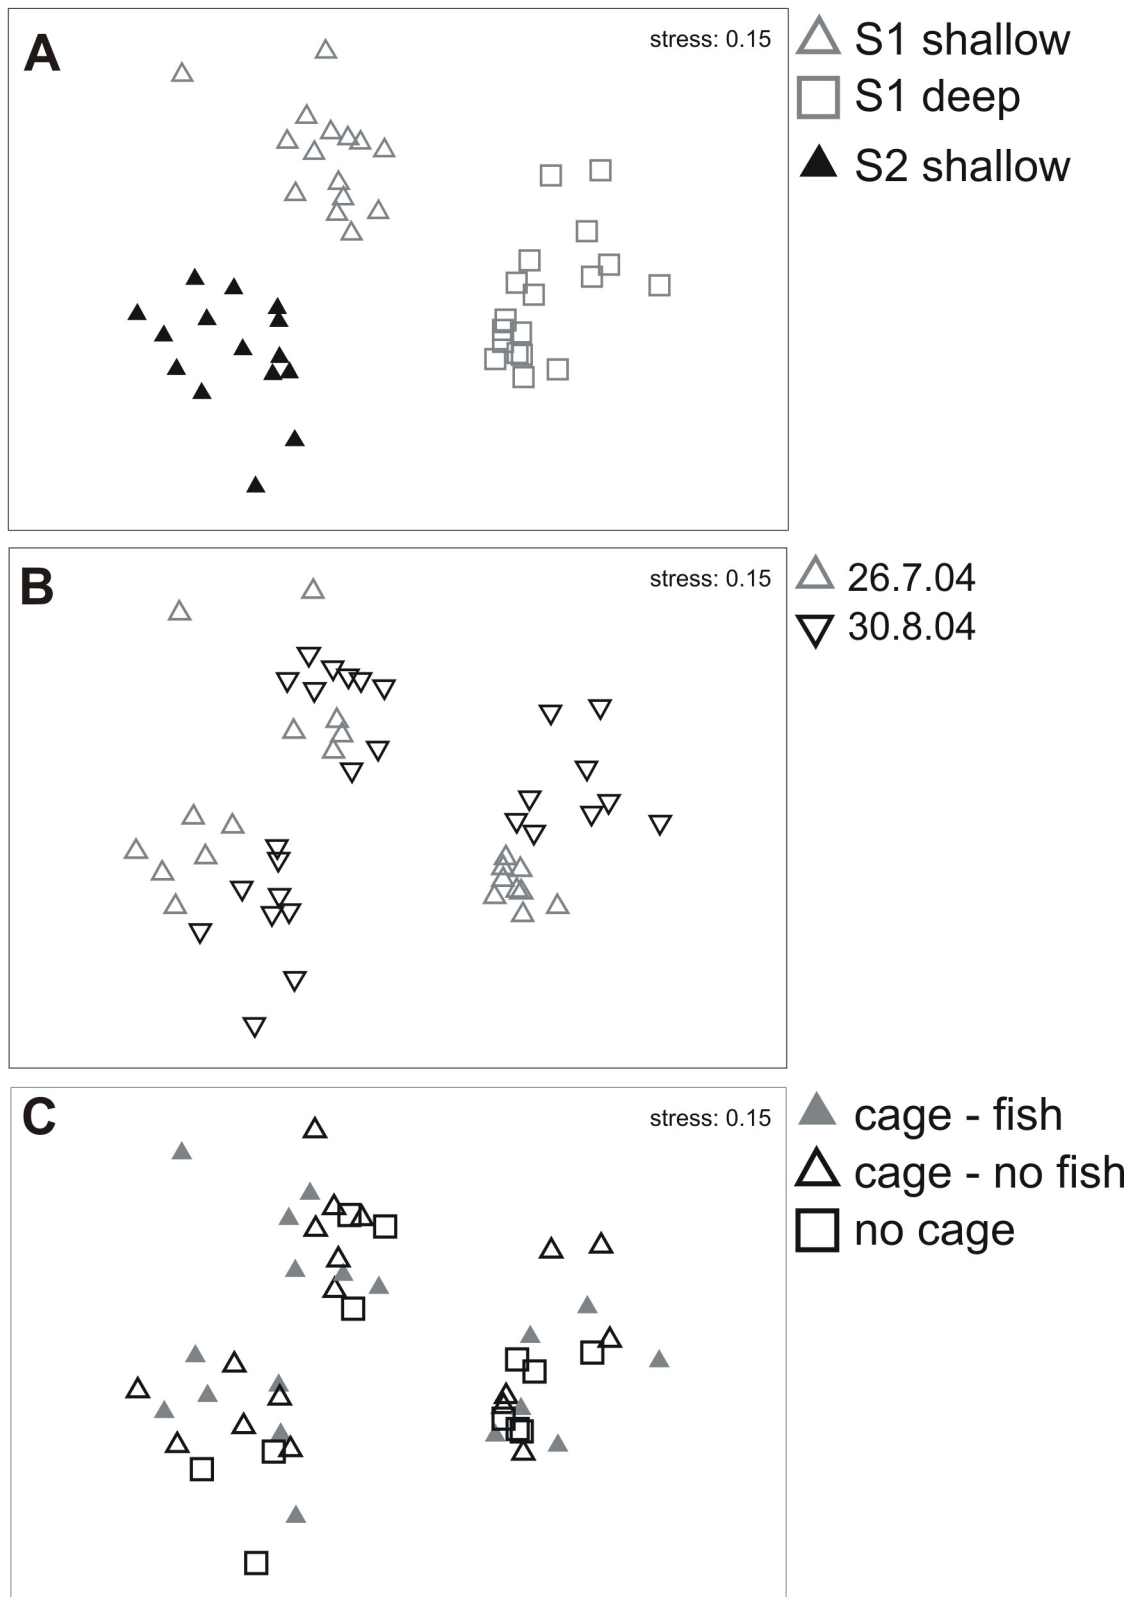 A
stress: 0.15
S1 shallow
S1 deep
S2 shallow
B
stress: 0.15
26.7.04
30.8.04
C
stress: 0.15
cage - fish
cage - no fish
no cage